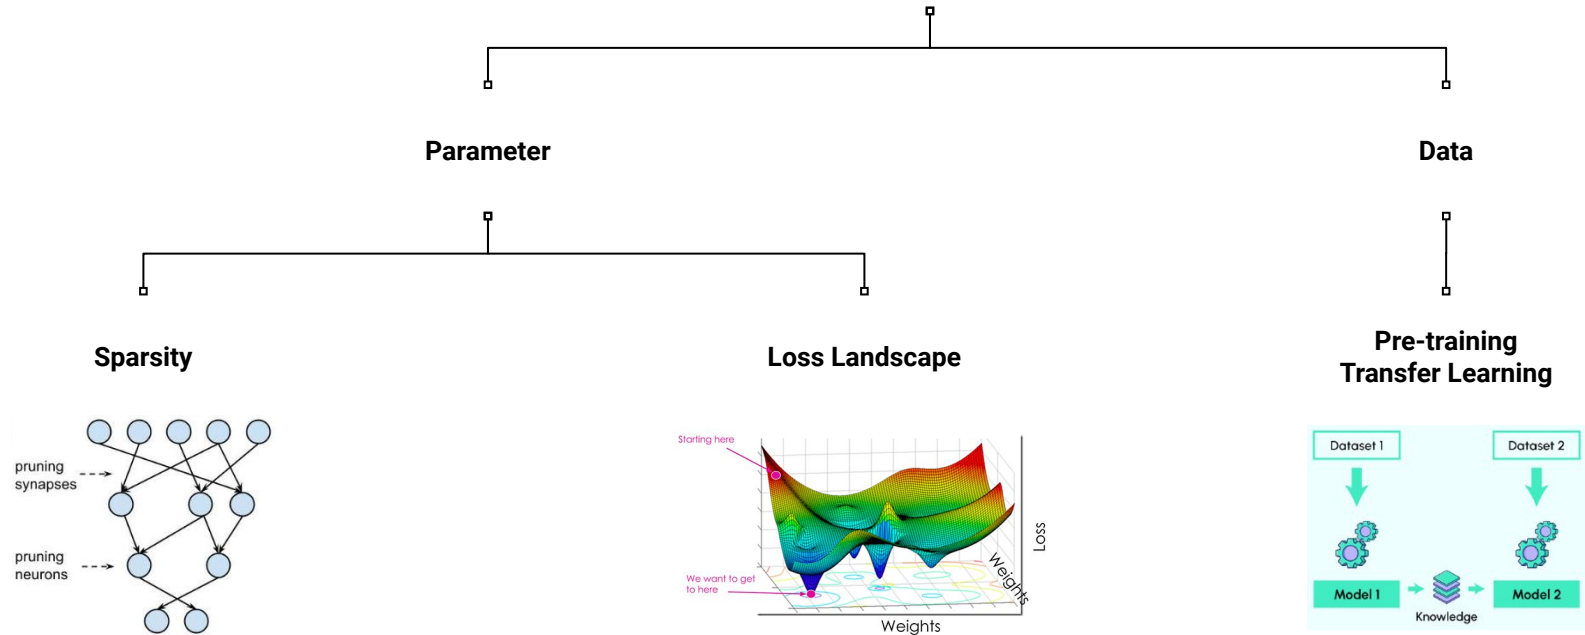 Parameter
Data
Sparsity
Loss Landscape
Pre-training
Transfer Learning
pruning
synapses
pruning
neurons
Starting here
We want to get
to here
Loss
Weights
Weights
Dataset 1
Dataset 2
Model 1
Model 2
Knowledge